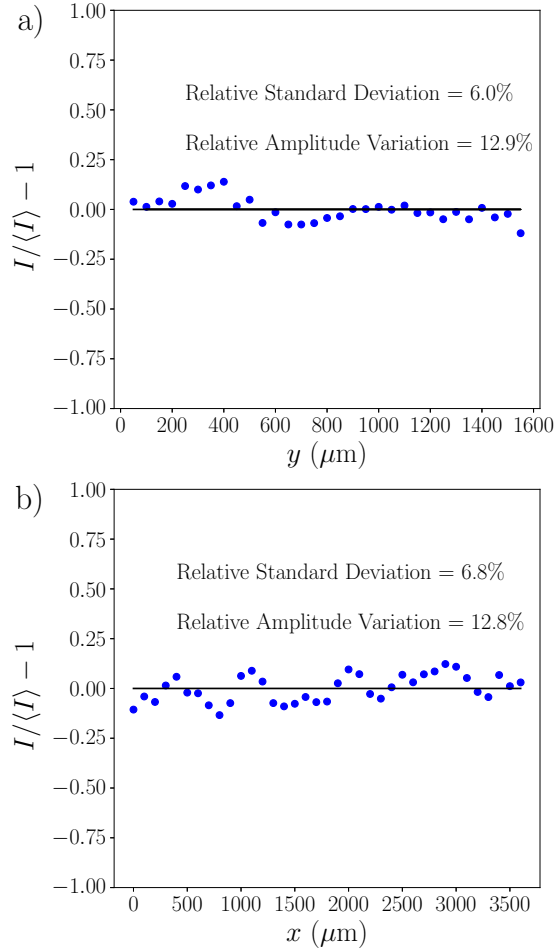 a)
1.00
0.75
0.50
0.25
0.00
−0.25
−0.50
−0.75
−1.00
I/⟨I⟩ − 1
Relative Standard Deviation = 6.0%
Relative Amplitude Variation = 12.9%
0 200 400 600 800 1000 1200 1400 1600
y (μm)
b)
1.00
0.75
0.50
0.25
0.00
−0.25
−0.50
−0.75
−1.00
I/⟨I⟩ − 1
Relative Standard Deviation = 6.8%
Relative Amplitude Variation = 12.8%
0 500 1000 1500 2000 2500 3000 3500
x (μm)